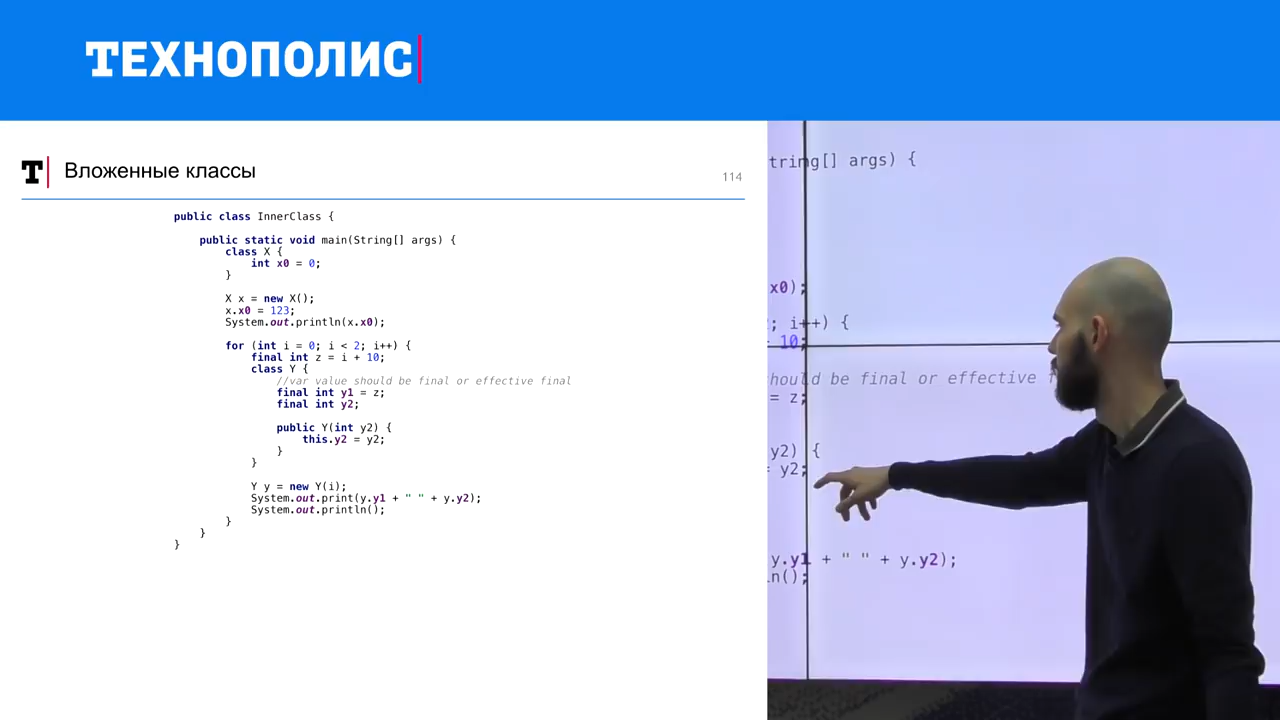 ТЕХНОПОЛИС
T Вложенные классы
114
public class InnerClass {
public static void main(String[] args) {
class X {
int x0 = 0;
}
X x = new X();
x.x0 = 123;
System.out.println(x.x0);
for (int i = 0; i < 2; i++) {
final int z = i + 10;
class Y {
//var value should be final or effective final
final int y1 = z;
final int y2;
public Y(int y2) {
this.y2 = y2;
}
}
Y y = new Y(i);
System.out.print(y.y1 + " " + y.y2);
System.out.println();
}
}
}
tring[] args) {
x0);
; i++) {
10;
hould be final or effective f
= z;
y2) {
= y2;
y.y1 + " " + y.y2);
n();